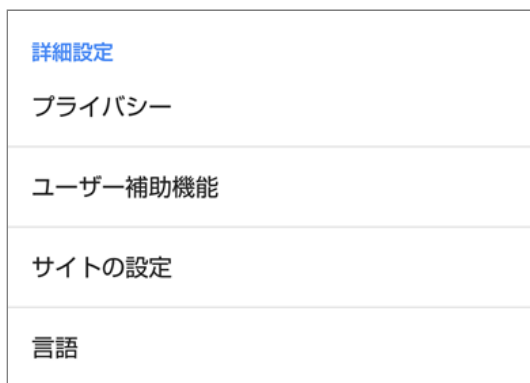 詳細設定
プライバシー
ユーザー補助機能
サイトの設定
言語